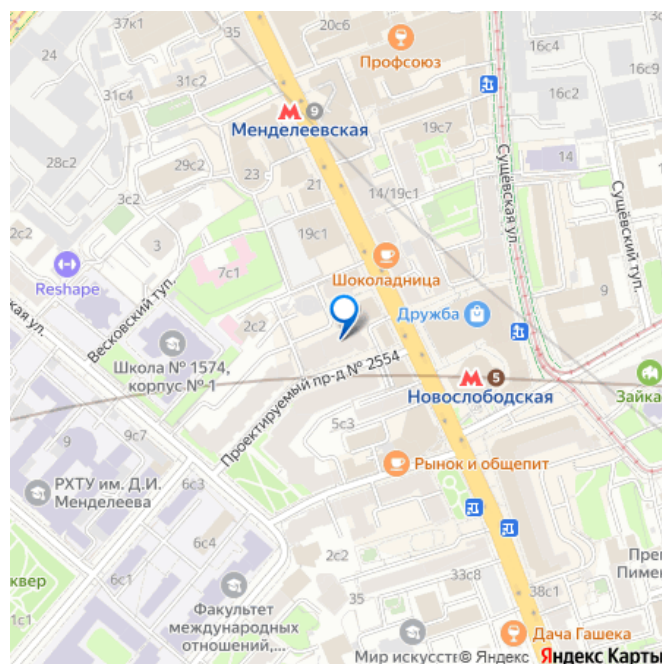 37к1
35
20с6
16с4
Профсоюз
31с2
16с9
31с4
9
16с2
Менделеевская
24
19с7
28с2
29с2
14
23
21
Сущёвская ул.
Сущёвский туп.
3с2
14/19с1
2с2
3
19с1
7с1
Шоколадница
9
Reshape
Весковский туп.
Дружба
кая ул.
2с2
Школа № 1574,
корпус №-1
Проектируемый пр-д № 2554
5
Новослободская
Зайка
5с3
9
9с7
Рынок и общепит
РХТУ им. Д.И.
Менделеева
6с3
6с4
2с2
Пре
Пимен
квер
6с1
33с8
38с1
1с1
Факультет
международных
отношений,...
35
Дача Гашека
Мир искусств
© Яндекс Яндекс Карты